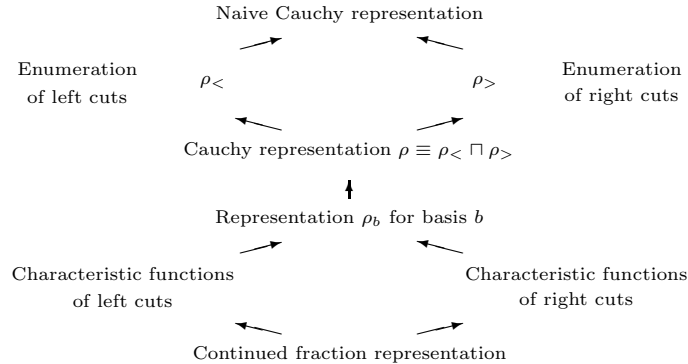 Naive Cauchy representation
Enumeration of left cuts
ρ<
ρ>
Enumeration of right cuts
Cauchy representation ρ ≡ ρ< ⊓ ρ>
Representation ρb for basis b
Characteristic functions of left cuts
Characteristic functions of right cuts
Continued fraction representation